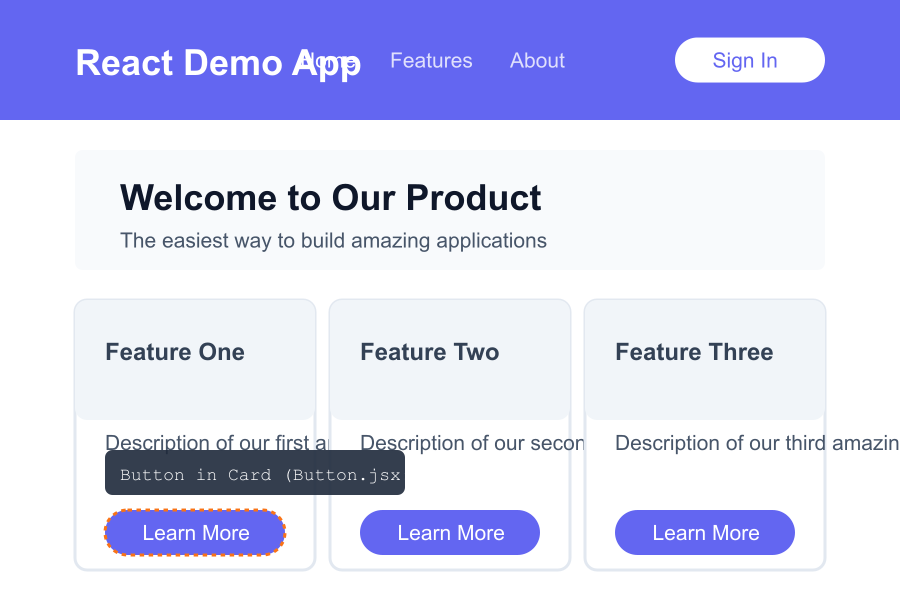 React Demo App
Home Features About
Sign In
Welcome to Our Product
The easiest way to build amazing applications
Feature One
Feature Two
Feature Three
Description of our first
Description of our secon
Description of our third amazin
Button in Card (Button.jsx
Learn More
Learn More
Learn More